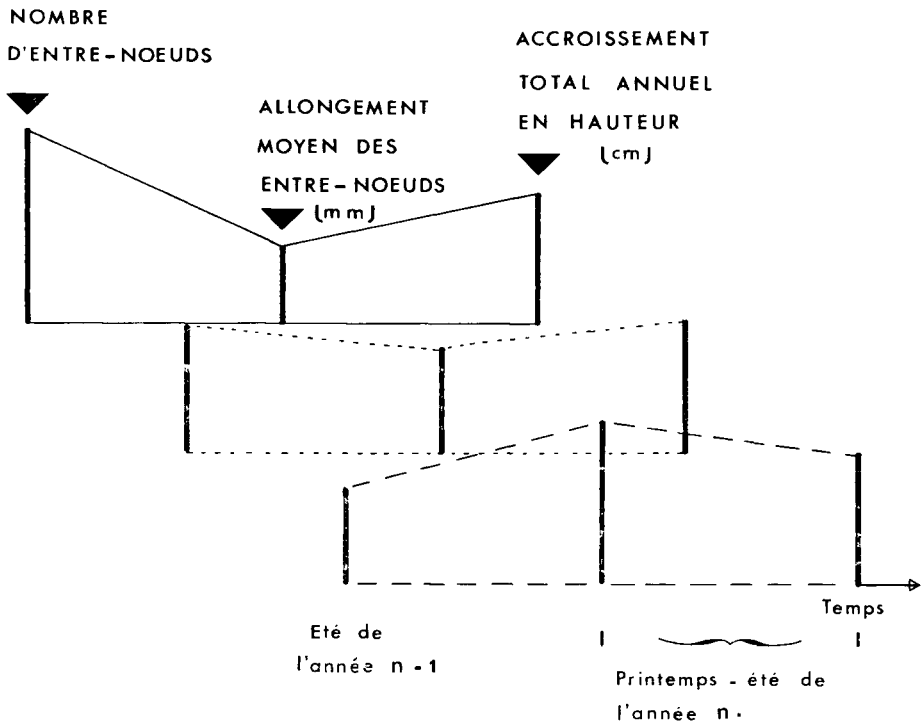 NOMBRE
D'ENTRE-NOEUDS
ALLONGEMENT
MOYEN DES
ENTRE-NOEUDS
(mm)
ACCROISSEMENT
TOTAL ANNUEL
EN HAUTEUR
(cm)
Temps
Eté de
l'année n-1
Printemps - été de
l'année n.